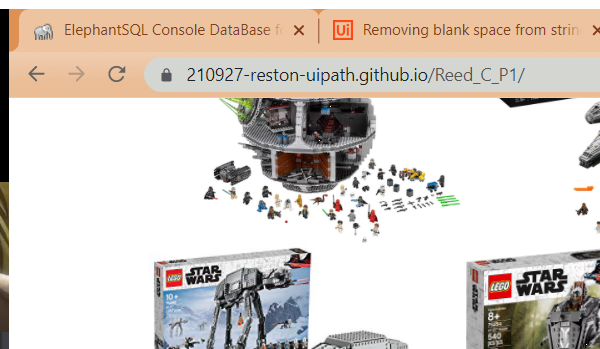 ElephantSQL Console DataBase f
Removing blank space from strin
210927-reston-uipath.github.io/Reed_C_P1/
LEGO STAR WARS
10+
LEGO STAR WARS
8+
540